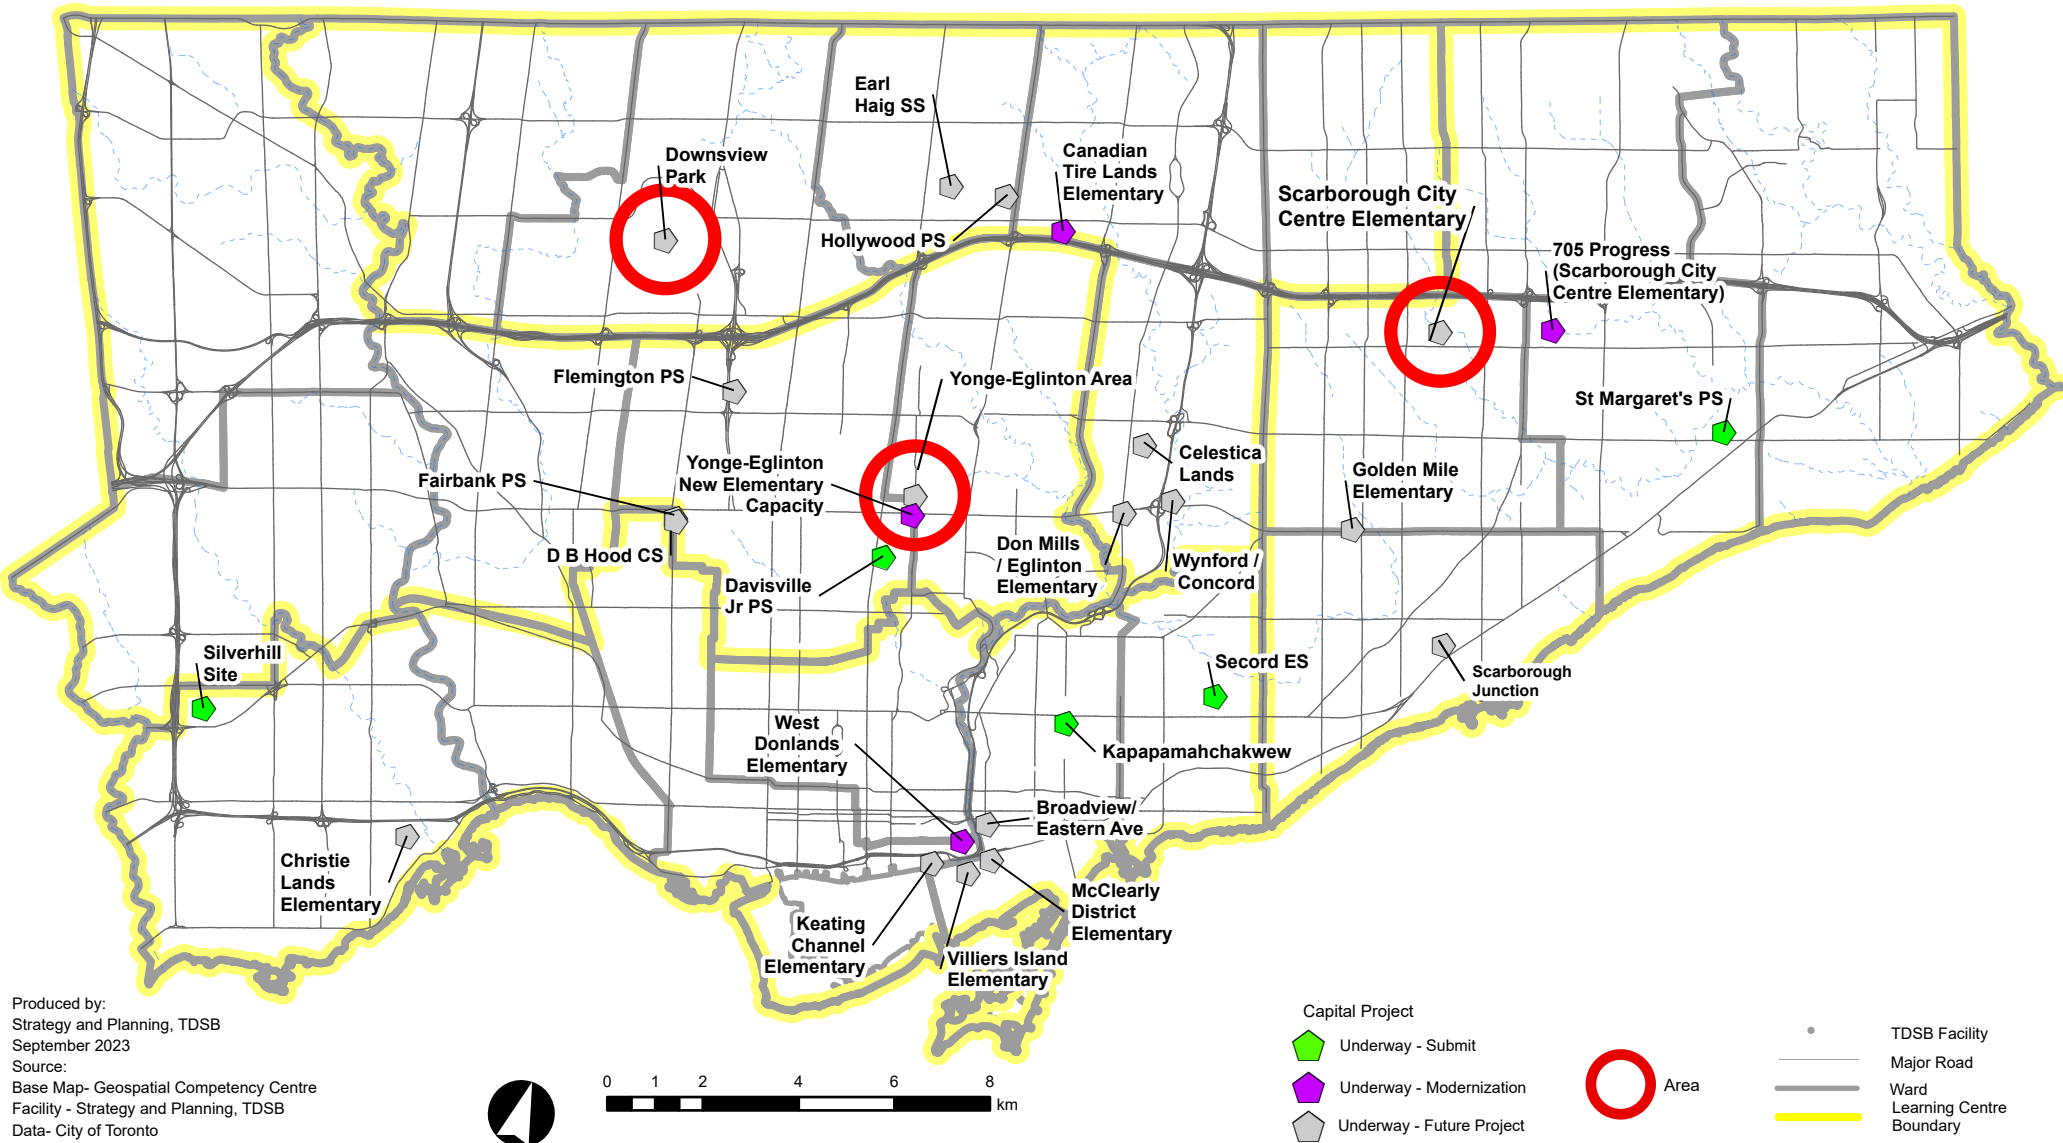 Earl
Haig SS
Downsview
Park
Canadian
Tire Lands
Elementary
Scarborough City
Centre Elementary
Hollywood PS
705 Progress
(Scarborough City
Centre Elementary)
Flemington PS
Yonge-Eglinton Area
St Margaret's PS
Yonge-Eglinton
New Elementary
Capacity
Celestica
Lands
Golden Mile
Elementary
Fairbank PS
D B Hood CS
Don Mills
/ Eglinton
Elementary
Wynford /
Concord
Davisville
Jr PS
Silverhill
Site
Secord ES
Scarborough
Junction
West
Donlands
Elementary
Kapapamahchakwew
Broadview/
Eastern Ave
Christie
Lands
Elementary
McClearly
District
Elementary
Keating
Channel
Elementary
Villiers Island
Elementary
Produced by:
Strategy and Planning, TDSB
September 2023
Source:
Base Map- Geospatial Competency Centre
Facility - Strategy and Planning, TDSB
Data- City of Toronto
0 1 2 4 6 8
km
Capital Project
Underway - Submit
Underway - Modernization
Underway - Future Project
Area
TDSB Facility
Major Road
Ward
Learning Centre
Boundary